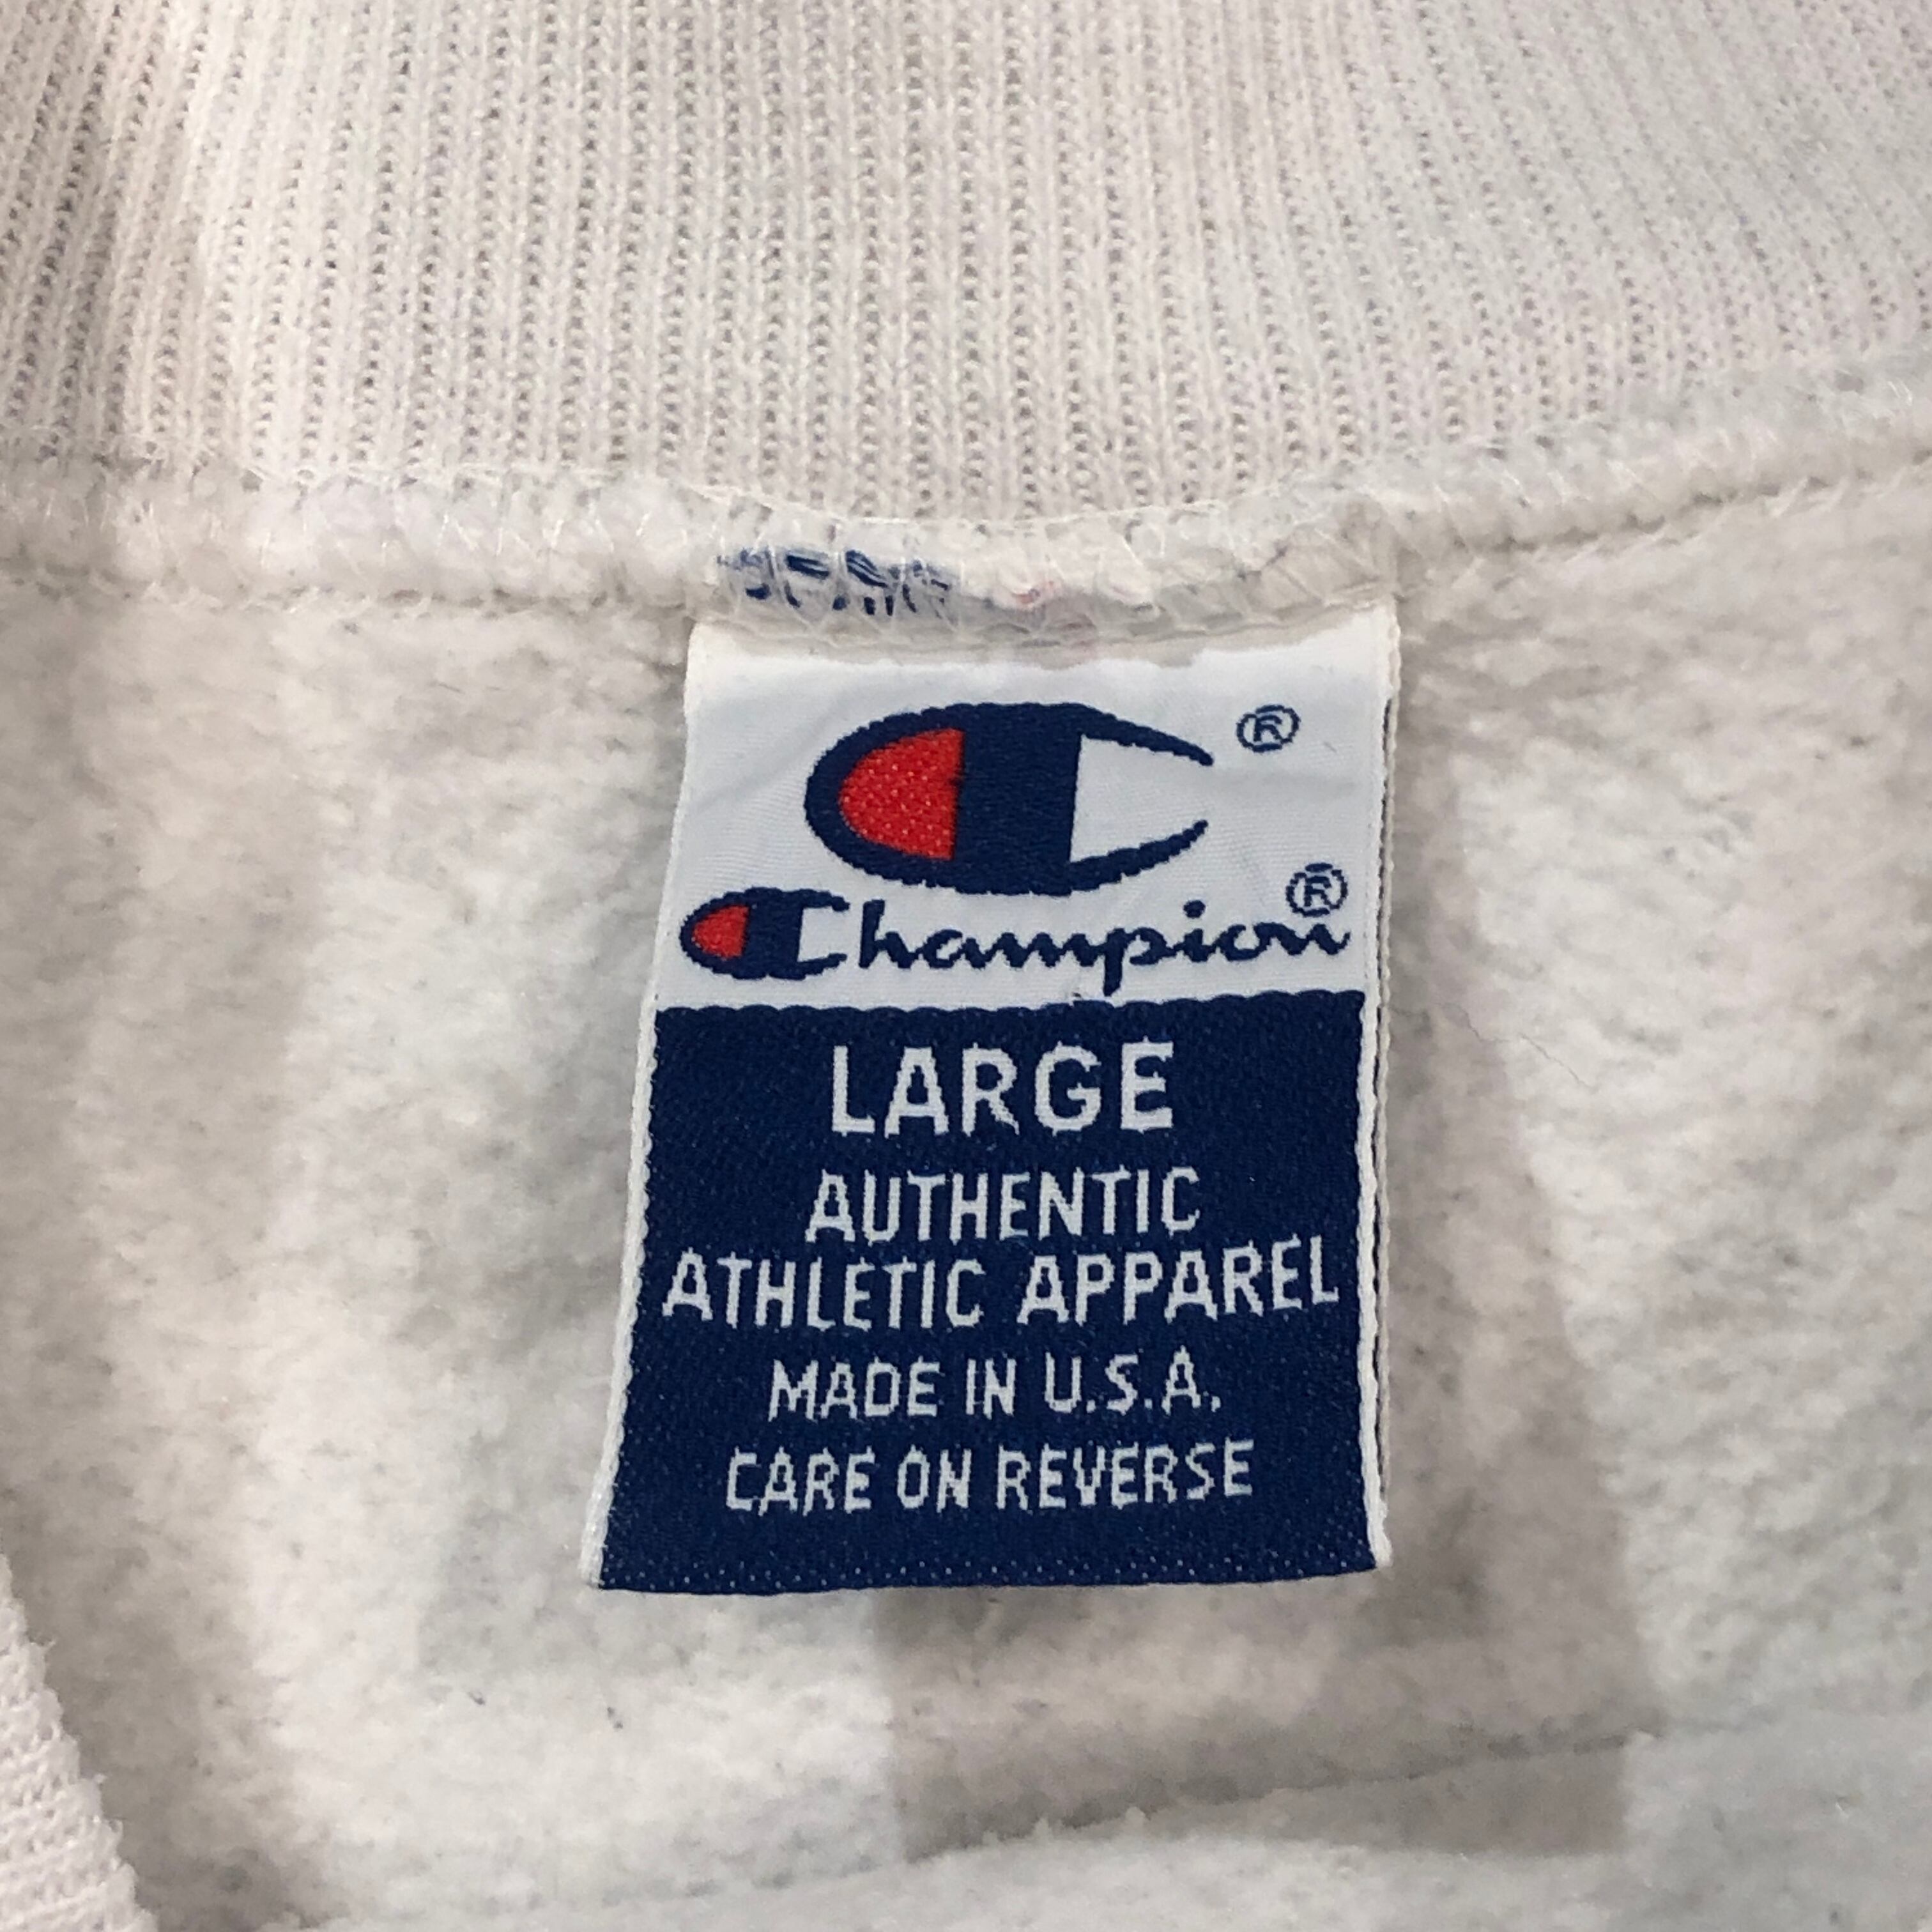 ®
Champion®
LARGE
AUTHENTIC
ATHLETIC APPAREL
MADE IN U.S.A.
CARE ON REVERSE